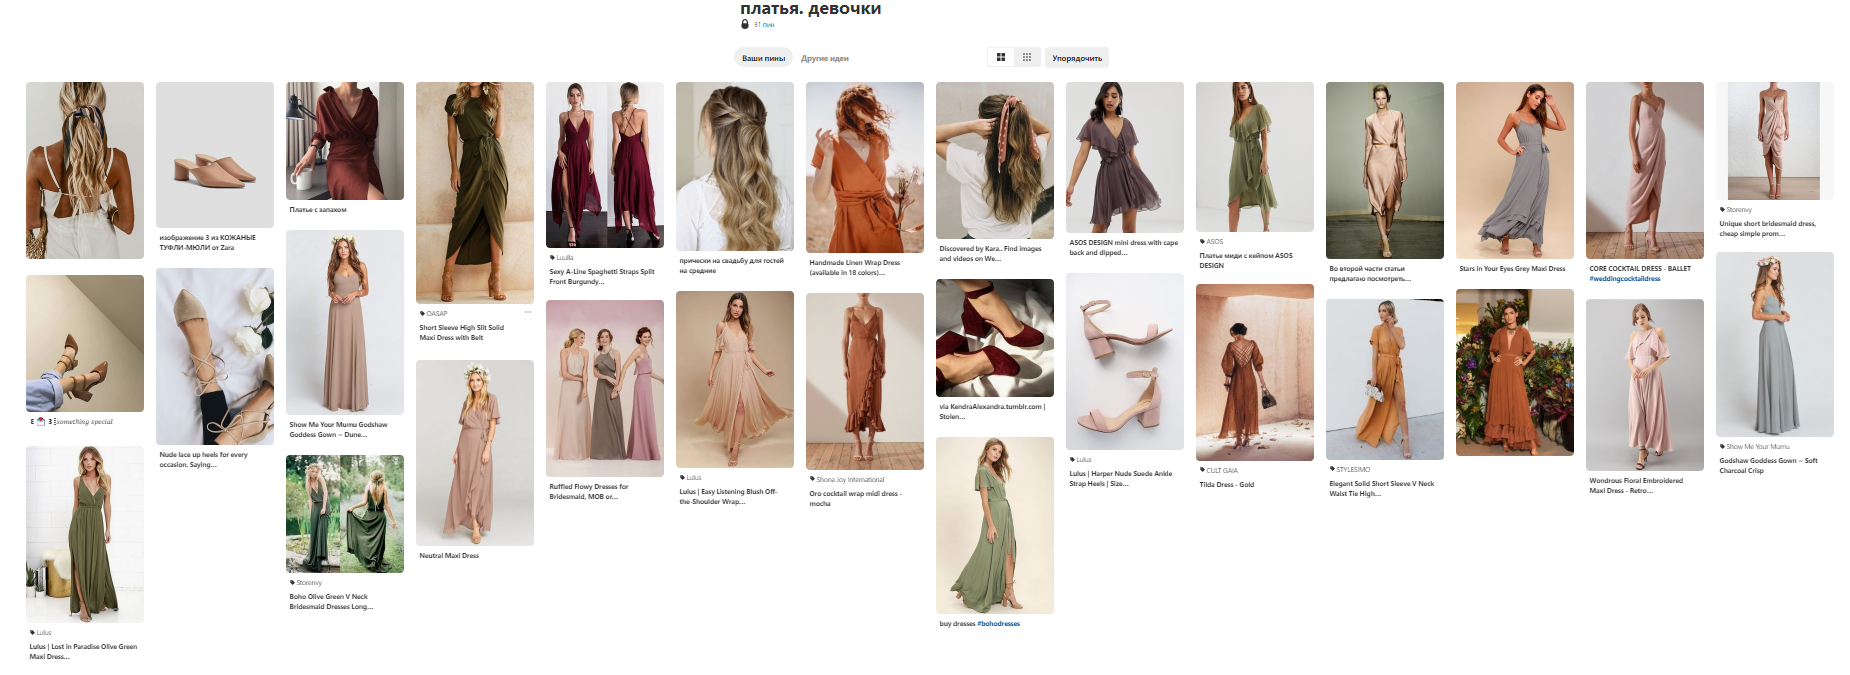 платья. девочки
31 пин
Ваши пины
Другие идеи
Упорядочить
something special
Lulus
Lulus | Lost in Paradise Olive Green
Maxi Dress...
изображение 3 из КОЖАНЫЕ
ТУФЛИ-МЮЛИ от Zara
Nude lace up heels for every
occasion. Saying...
Платье с запахом
Show Me Your Mumu Godshaw
Goddess Gown ~ Dune...
Storenvy
Boho Olive Green V Neck
Bridesmaid Dresses Long...
OASAP
Short Sleeve High Slit Solid
Maxi Dress with Belt
Neutral Maxi Dress
Luulla
Sexy A-Line Spaghetti Straps Split
Front Burgundy...
Ruffled Flowy Dresses for
Bridesmaid, MOB or...
прически на свадьбу для гостей
на средние
Lulus
Lulus | Easy Listening Blush Off-
the-Shoulder Wrap...
Handmade Linen Wrap Dress
(available in 18 colors)...
Shona Joy International
Oro cocktail wrap midi dress -
mocha
Discovered by Kara.. Find images
and videos on We...
via KendraAlexandra.tumblr.com |
Stolen...
buy dresses #bohodresses
ASOS DESIGN mini dress with cape
back and dipped...
Lulus
Lulus | Harper Nude Suede Ankle
Strap Heels | Size...
ASOS
Платье миди с кейпом ASOS
DESIGN
CULT GAIA
Tilda Dress - Gold
Во второй части статьи
предлагаю посмотреть...
STYLESIMO
Elegant Solid Short Sleeve V Neck
Waist Tie High...
Stars in Your Eyes Grey Maxi Dress
CORE COCKTAIL DRESS - BALLET
#weddingcocktaildress
Wondrous Floral Embroidered
Maxi Dress - Retro...
Storenvy
Unique short bridesmaid dress,
cheap simple prom...
Show Me Your Mumu
Godshaw Goddess Gown ~ Soft
Charcoal Crisp